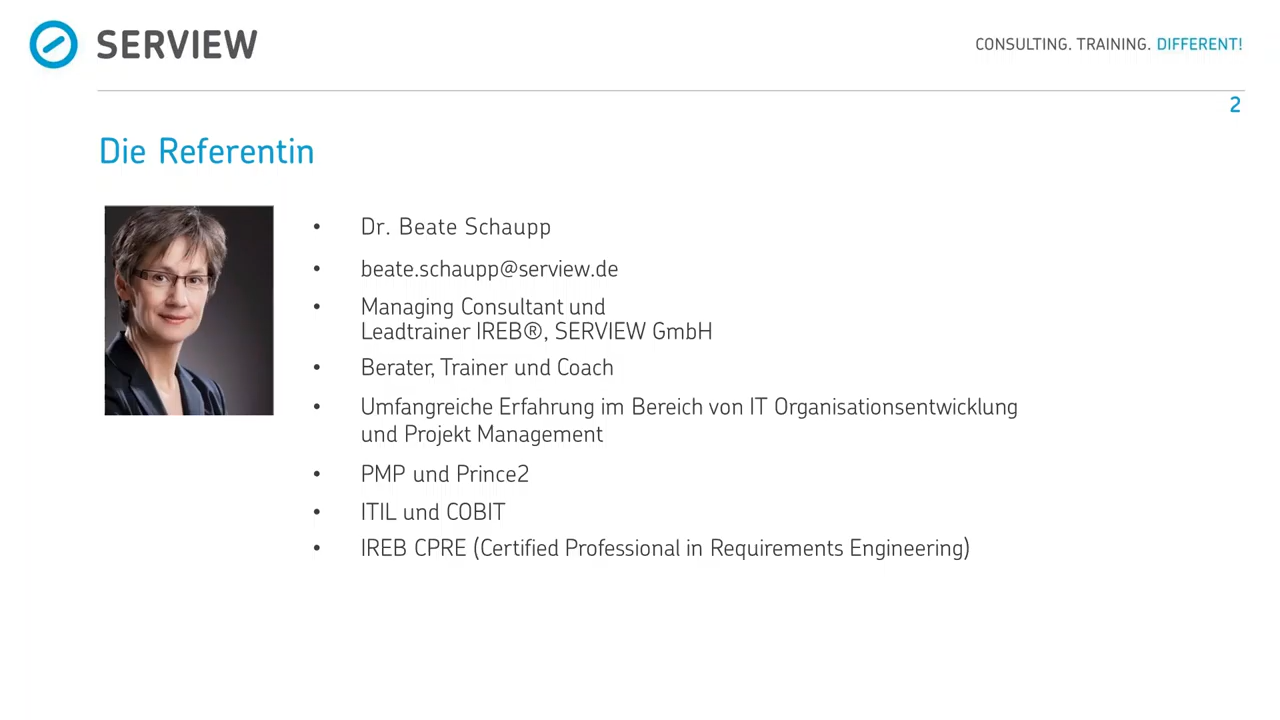 SERVIEW
CONSULTING. TRAINING. DIFFERENT!
2
Die Referentin
• Dr. Beate Schaupp
• beate.schaupp@serview.de
• Managing Consultant und
Leadtrainer IREB®, SERVIEW GmbH
• Berater, Trainer und Coach
• Umfangreiche Erfahrung im Bereich von IT Organisationsentwicklung
und Projekt Management
• PMP und Prince2
• ITIL und COBIT
• IREB CPRE (Certified Professional in Requirements Engineering)